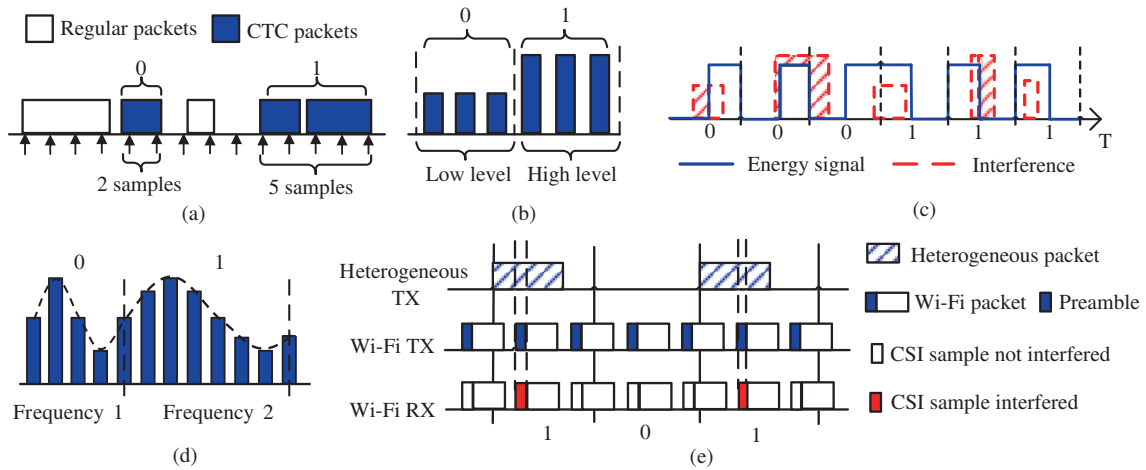 Regular packets
CTC packets
0
1
2 samples
5 samples
(a)
0
1
Low level
High level
(b)
0
0
0
1
1
1
T
Energy signal
Interference
(c)
0
1
Frequency 1
Frequency 2
(d)
Heterogeneous
TX
Wi-Fi TX
Wi-Fi RX
1
0
1
(e)
Heterogeneous packet
Wi-Fi packet
Preamble
CSI sample not interfered
CSI sample interfered